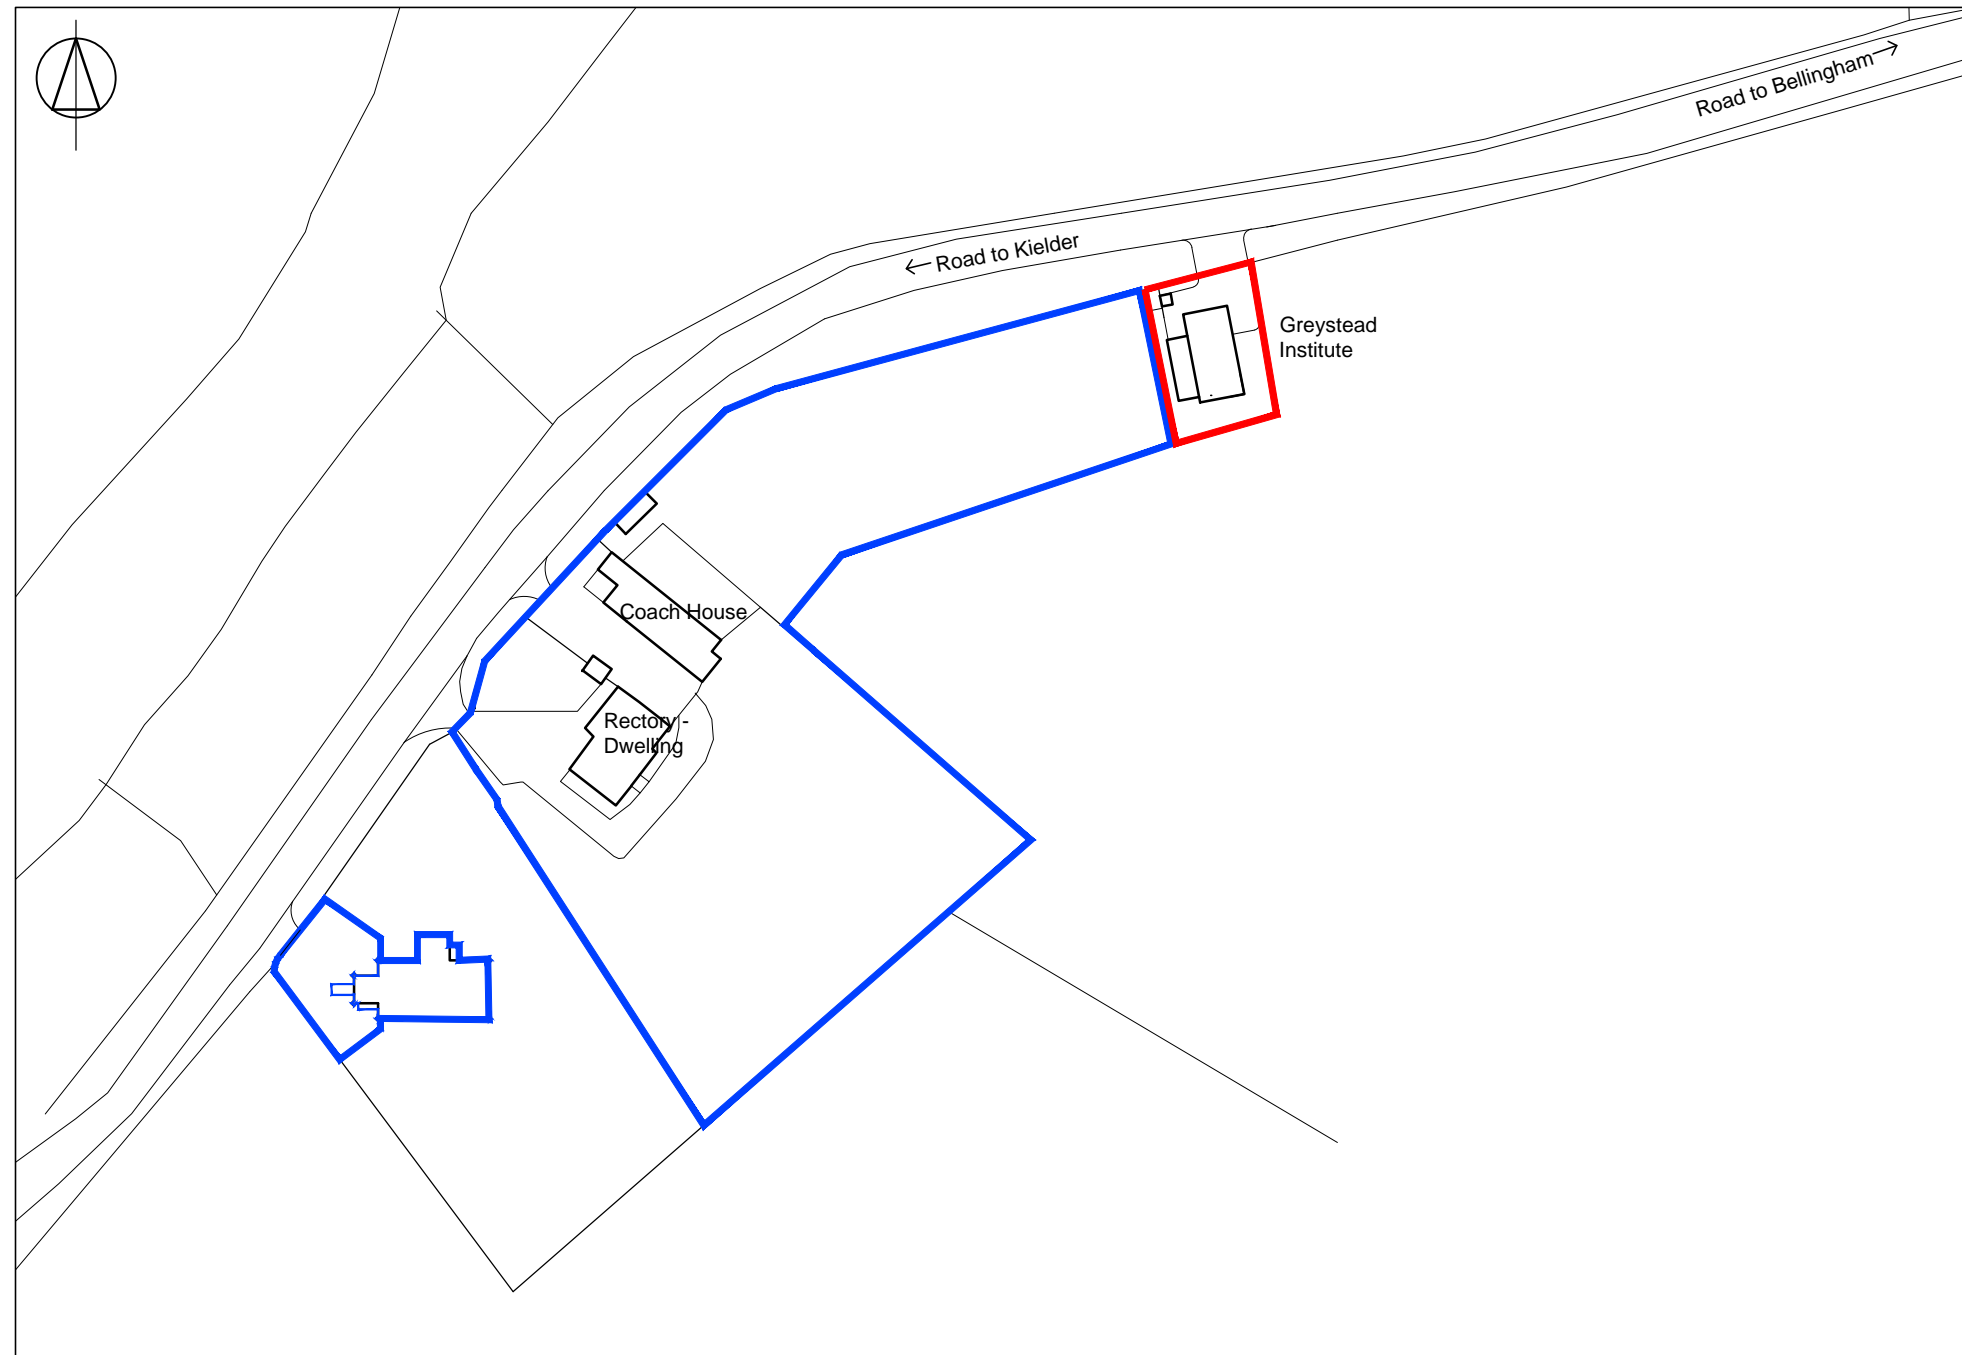 Road to Bellingham
Road to Kielder
Greystead
Institute
Coach House
Rectory -
Dwelling